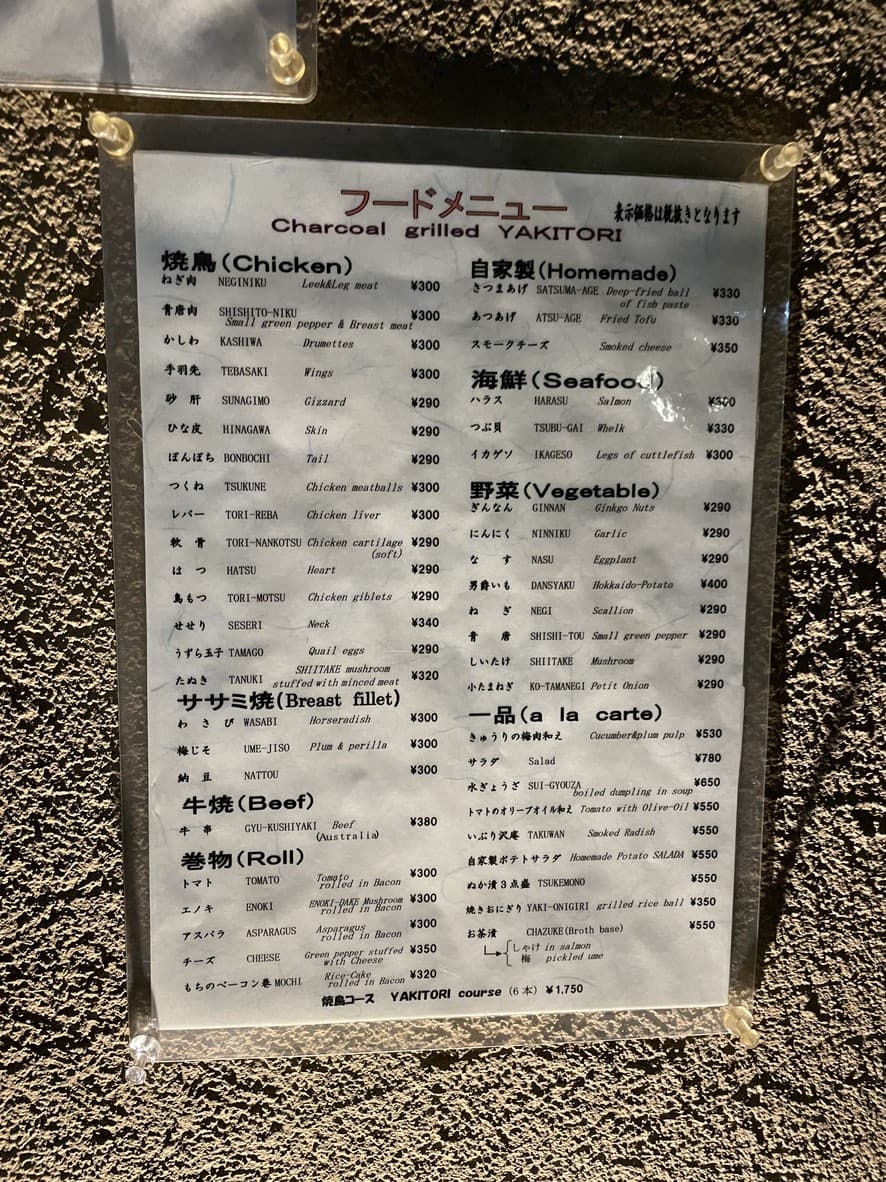 フードメニュー
表示価格は税抜きとなります
Charcoal grilled YAKITORI
焼鳥(Chicken)
ねぎ肉 NEGINIKU Leek&Leg meat ¥300
青唐肉 SHISHITO-NIKU ¥300
Small green pepper & Breast meat
かしわ KASHIWA Drumettes ¥300
手羽先 TEBASAKI Wings ¥300
砂肝 SUNAGIMO Gizzard ¥290
ひな皮 HINAGAWA Skin ¥290
ぼんぼち BONBOCHI Tail ¥290
つくね TSUKUNE Chicken meatballs ¥300
レバー TORI-REBA Chicken liver ¥300
軟骨 TORI-NANKOTSU Chicken cartilage ¥290
(soft)
はつ HATSU Heart ¥290
鳥もつ TORI-MOTSU Chicken giblets ¥290
せせり SESERI Neck ¥340
うずら玉子 TAMAGO Quail eggs ¥290
たぬき TANUKI SHIITAKE mushroom ¥320
stuffed with minced meat
ササミ焼(Breast fillet)
わさび WASABI Horseradish ¥300
梅じそ UME-JISO Plum & perilla ¥300
納豆 NATTOU ¥300
牛焼(Beef)
牛串 GYU-KUSHIYAKI Beef ¥380
(Australia)
巻物(Roll)
トマト TOMATO Tomato ¥300
rolled in Bacon
エノキ ENOKI ENOKI-DAKE Mushroom ¥300
rolled in Bacon
アスパラ ASPARAGUS Asparagus ¥300
rolled in Bacon
チーズ CHEESE Green pepper stuffed ¥350
with Cheese
もちのベーコン巻 MOCHI Rice-Cake ¥320
rolled in Bacon
自家製(Homemade)
さつまあげ SATSUMA-AGE Deep-fried ball ¥330
of fish paste
あつあげ ATSU-AGE Fried Tofu ¥330
スモークチーズ Smoked cheese ¥350
海鮮(Seafood)
ハラス HARASU Salmon
つぶ貝 TSUBU-GAI Whelk ¥330
イカゲソ IKAGESO Legs of cuttlefish ¥300
野菜(Vegetable)
ぎんなん GINNAN Ginkgo Nuts ¥290
にんにく NINNIKU Garlic ¥290
なす NASU Eggplant ¥290
男爵いも DANSYAKU Hokkaido-Potato ¥400
ねぎ NEGI Scallion ¥290
青唐 SHISHI-TOU Small green pepper ¥290
しいたけ SHIITAKE Mushroom ¥290
小たまねぎ KO-TAMANEGI Petit Onion ¥290
一品(a la carte)
きゅうりの梅肉和え Cucumber&plum pulp ¥530
サラダ Salad ¥780
水ぎょうざ SUI-GYOUZA ¥650
boiled dumpling in soup
トマトのオリーブオイル和え Tomato with Olive-Oil ¥550
いぶり沢庵 TAKUWAN Smoked Radish ¥550
自家製ポテトサラダ Homemade Potato SALADA ¥550
ぬか漬3点盛 TSUKEMONO ¥550
焼きおにぎり YAKI-ONIGIRI grilled rice ball ¥350
お茶漬 CHAZUKE(Broth base) ¥550
しゃけ in salmon
梅 pickled ume
焼鳥コース YAKITORI course (6本) ¥1,750